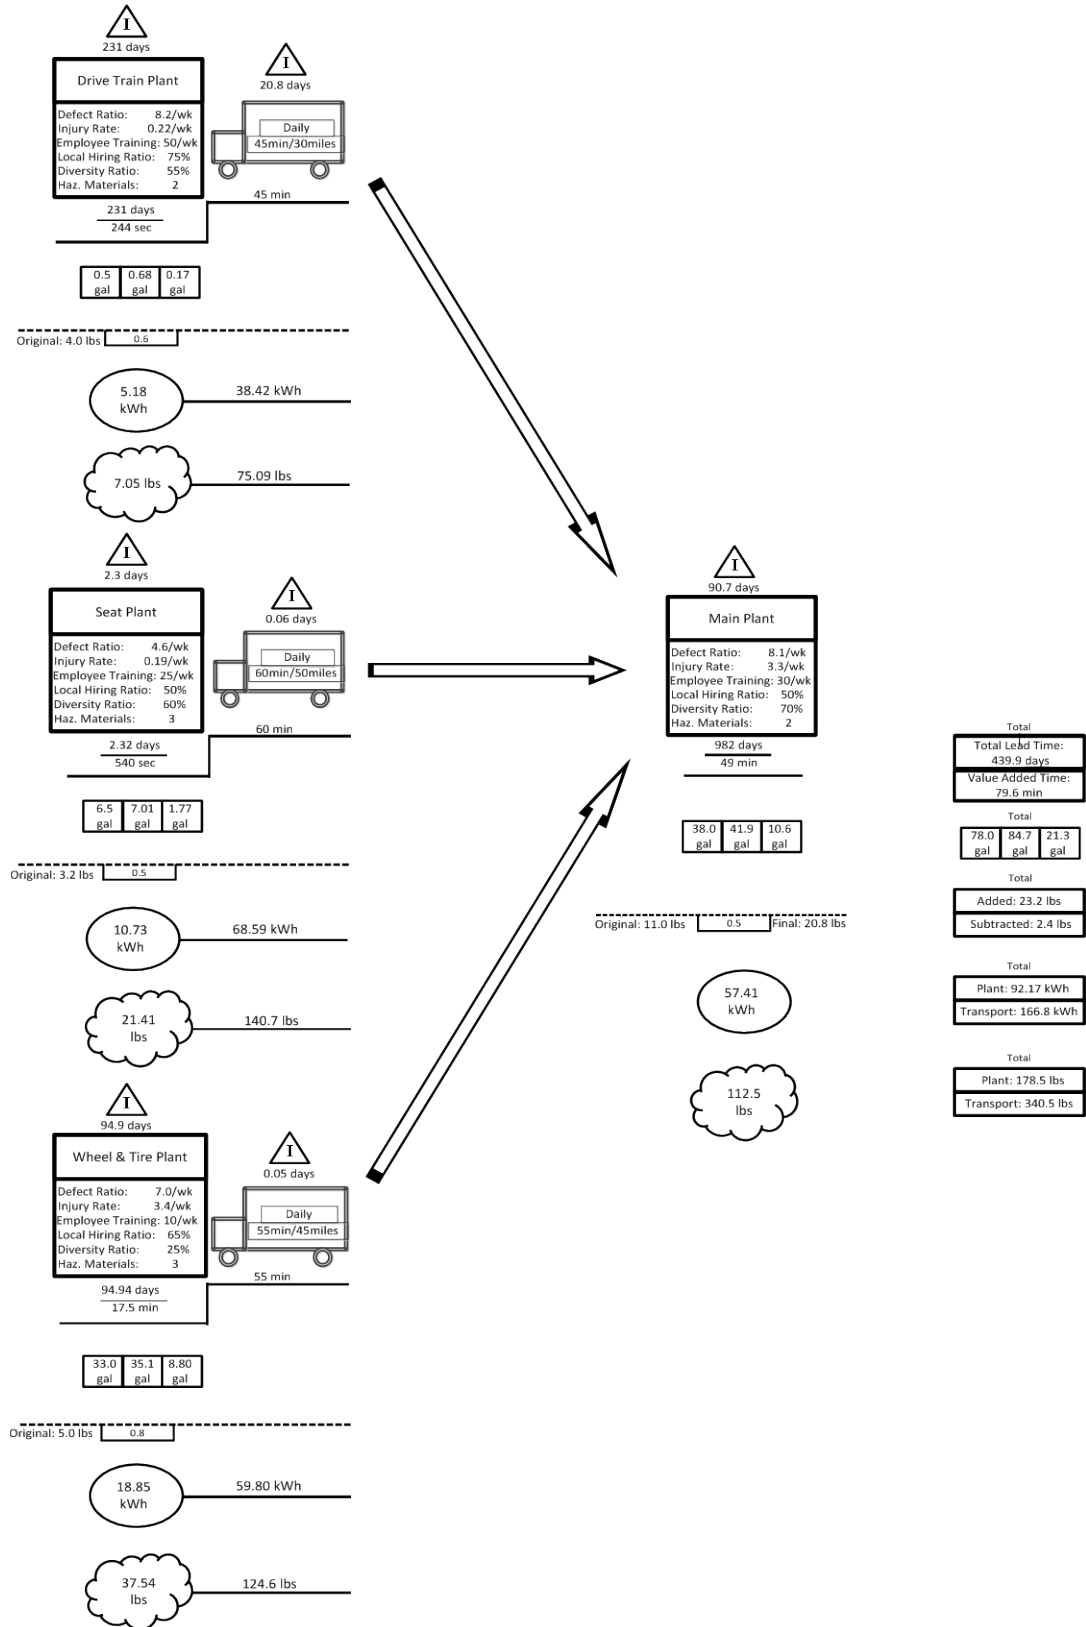 I
231 days
Drive Train Plant
Defect Ratio: 8.2/wk
Injury Rate: 0.22/wk
Employee Training: 50/wk
Local Hiring Ratio: 75%
Diversity Ratio: 55%
Haz. Materials: 2
I
20.8 days
Daily
45min/30miles
45 min
231 days
244 sec
0.5 gal
0.68 gal
0.17 gal
Original: 4.0 lbs
0.6
5.18
kWh
38.42 kWh
7.05 lbs
75.09 lbs
I
2.3 days
Seat Plant
Defect Ratio: 4.6/wk
Injury Rate: 0.19/wk
Employee Training: 25/wk
Local Hiring Ratio: 50%
Diversity Ratio: 60%
Haz. Materials: 3
I
0.06 days
Daily
60min/50miles
60 min
2.32 days
540 sec
6.5 gal
7.01 gal
1.77 gal
Original: 3.2 lbs
0.5
10.73
kWh
68.59 kWh
21.41
lbs
140.7 lbs
I
94.9 days
Wheel & Tire Plant
Defect Ratio: 7.0/wk
Injury Rate: 3.4/wk
Employee Training: 10/wk
Local Hiring Ratio: 65%
Diversity Ratio: 25%
Haz. Materials: 3
I
0.05 days
Daily
55min/45miles
55 min
94.94 days
17.5 min
33.0 gal
35.1 gal
8.80 gal
Original: 5.0 lbs
0.8
18.85
kWh
59.80 kWh
37.54
lbs
124.6 lbs
I
90.7 days
Main Plant
Defect Ratio: 8.1/wk
Injury Rate: 3.3/wk
Employee Training: 30/wk
Local Hiring Ratio: 50%
Diversity Ratio: 70%
Haz. Materials: 2
982 days
49 min
38.0 gal
41.9 gal
10.6 gal
Original: 11.0 lbs
0.5
Final: 20.8 lbs
57.41
kWh
112.5
lbs
Total
Total Lead Time:
439.9 days
Value Added Time:
79.6 min
Total
78.0 gal
84.7 gal
21.3 gal
Total
Added: 23.2 lbs
Subtracted: 2.4 lbs
Total
Plant: 92.17 kWh
Transport: 166.8 kWh
Total
Plant: 178.5 lbs
Transport: 340.5 lbs